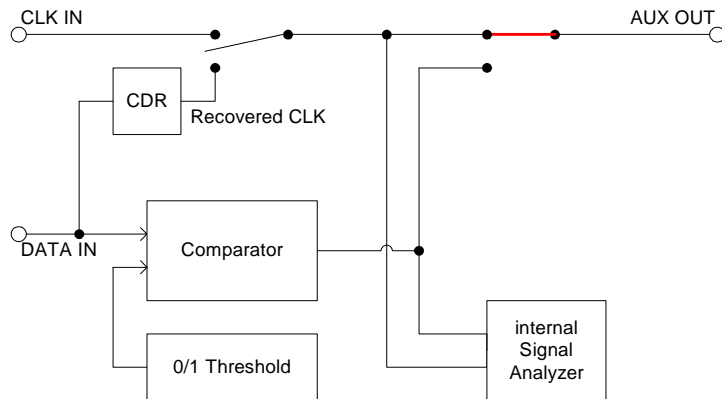 CLK IN
AUX OUT
CDR
Recovered CLK
DATA IN
Comparator
0/1 Threshold
internal
Signal
Analyzer